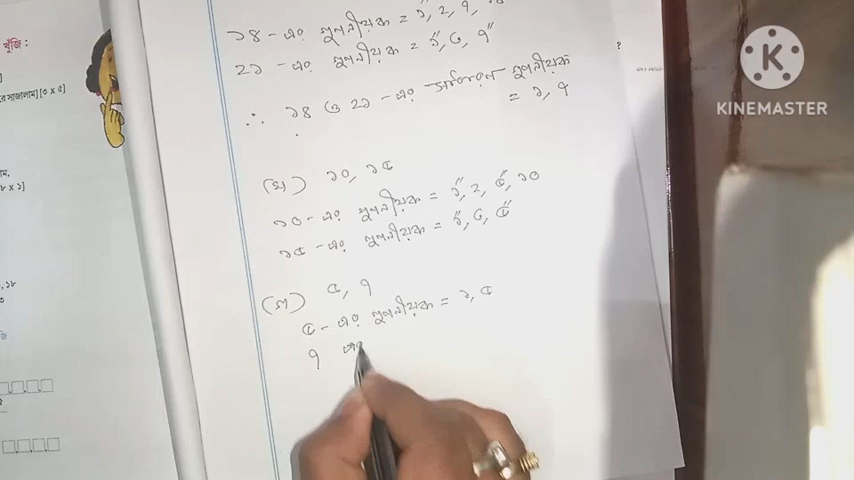 খুঁজি :
১৪ - এর গুণনীয়ক = ১", ২, ৭,
২১ - এর গুণনীয়ক = ১", ৩, ৭"
∴ ১৪ ও ২১ - এর সাধারণ গুণনীয়ক
= ১, ৭
(খ) ১০, ১৫
১০ - এর গুণনীয়ক = ১", ২, ৫", ১০
১৫ - এর গুণনীয়ক = ১", ৩, ৫"
(গ) ৫, ৭
৫ - এর গুণনীয়ক = ১, ৫
৭ এর
KINEMASTER